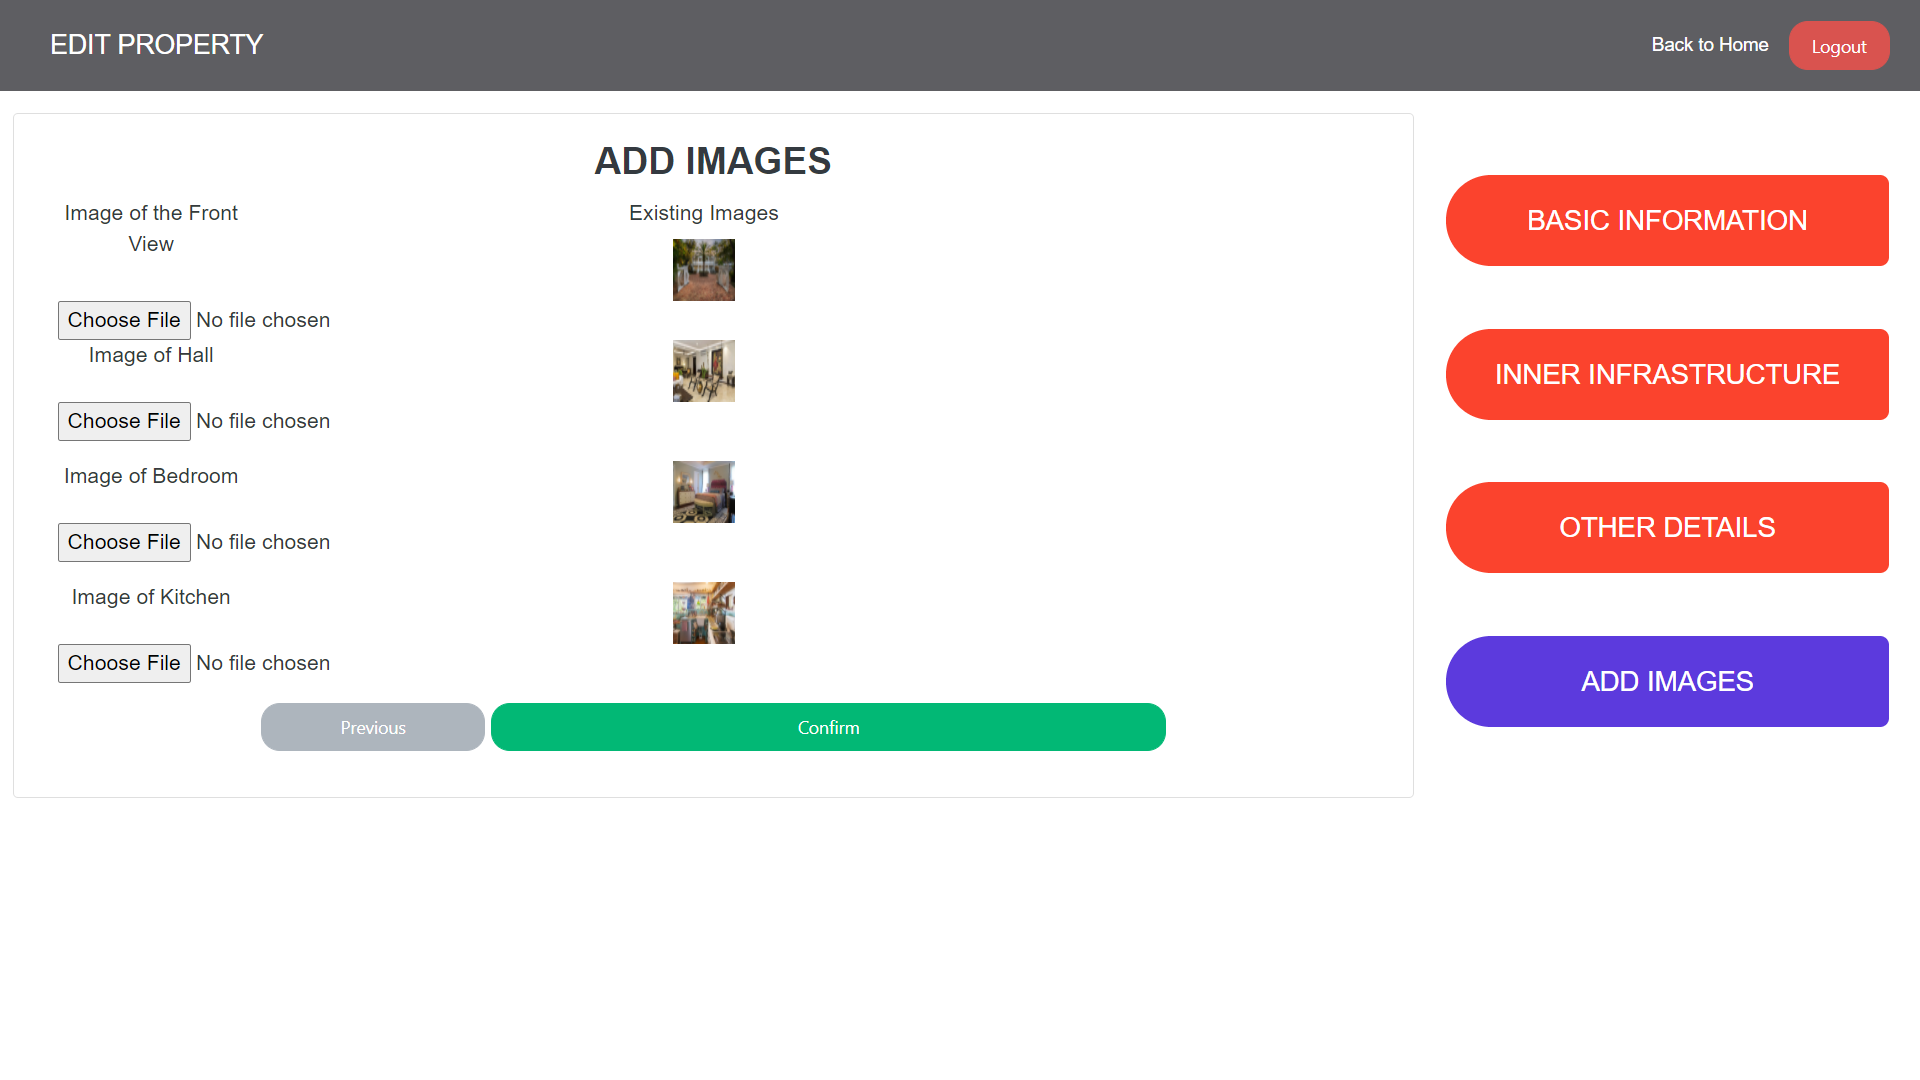 EDIT PROPERTY
Back to Home
Logout
ADD IMAGES
Image of the Front
View
Existing Images
Choose File No file chosen
Image of Hall
Choose File No file chosen
Image of Bedroom
Choose File No file chosen
Image of Kitchen
Choose File No file chosen
Previous
Confirm
BASIC INFORMATION
INNER INFRASTRUCTURE
OTHER DETAILS
ADD IMAGES